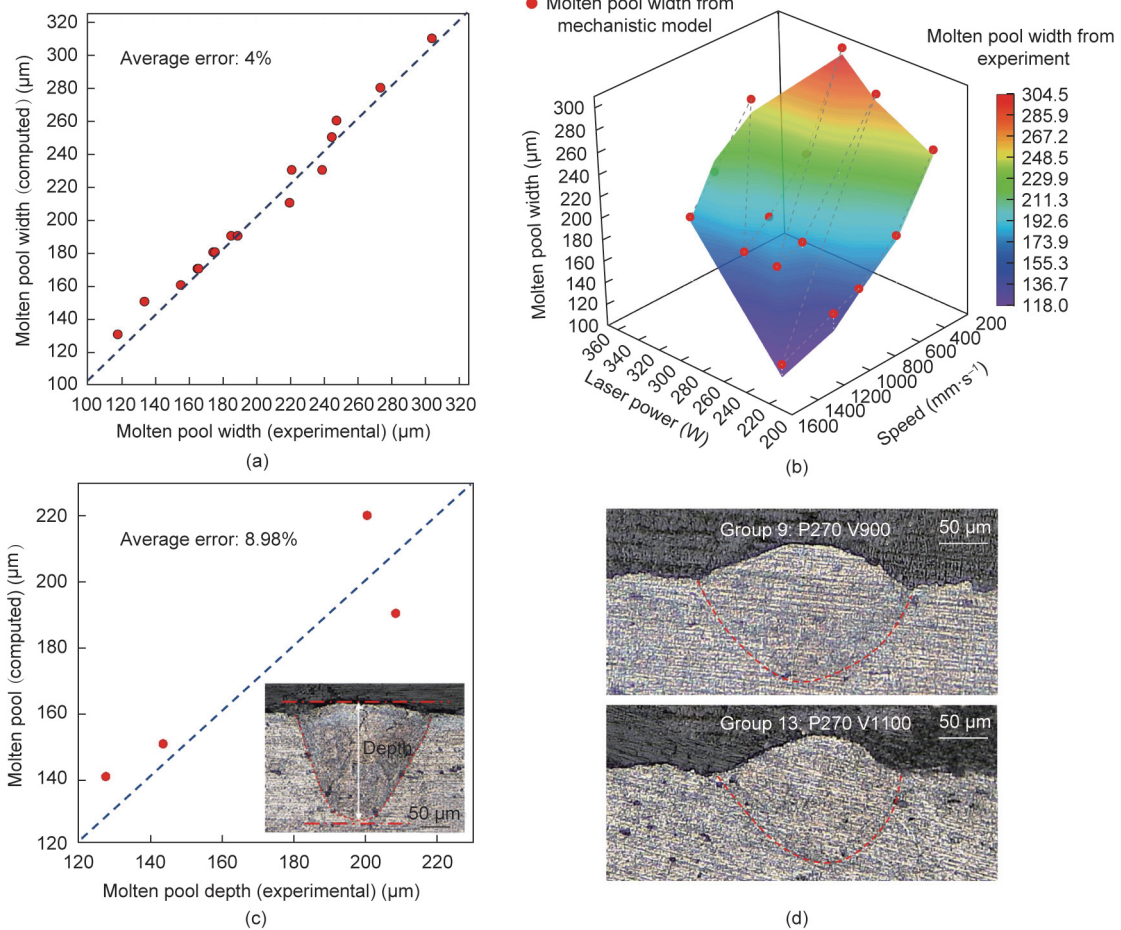 320
300
280
260
240
220
200
180
160
140
120
100
Molten pool width (computed) (μm)
Average error: 4%
100 120 140 160 180 200 220 240 260 280 300 320
Molten pool width (experimental) (μm)
(a)
Molten pool width from
mechanistic model
Molten pool width from
experiment
304.5
285.9
267.2
248.5
229.9
211.3
192.6
173.9
155.3
136.7
118.0
300
280
260
240
220
200
180
160
140
120
100
Molten pool width (μm)
360
340
320
300
280
260
240
220
200
Laser power (W)
1600
1400
1200
1000
800
600
400
200
Speed (mm·s⁻¹)
(b)
220
200
180
160
140
120
Molten pool (computed) (μm)
Average error: 8.98%
Depth
50 μm
120 140 160 180 200 220
Molten pool depth (experimental) (μm)
(c)
Group 9: P270 V900
50 μm
Group 13: P270 V1100
50 μm
(d)